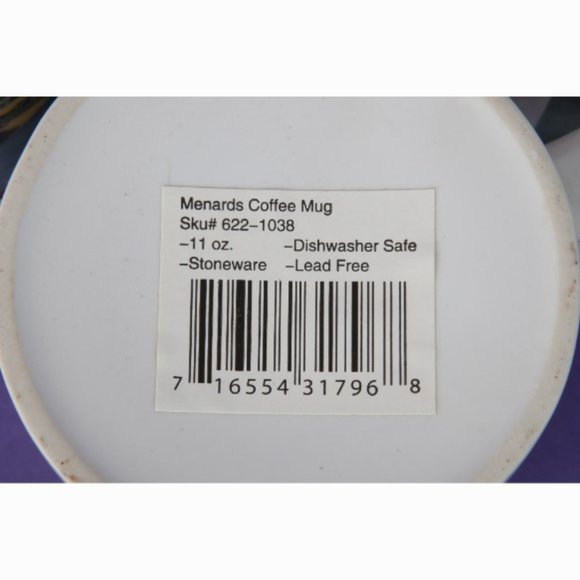 Menards Coffee Mug
Sku# 622-1038
-11 oz. -Dishwasher Safe
-Stoneware -Lead Free
7 16554 31796 8